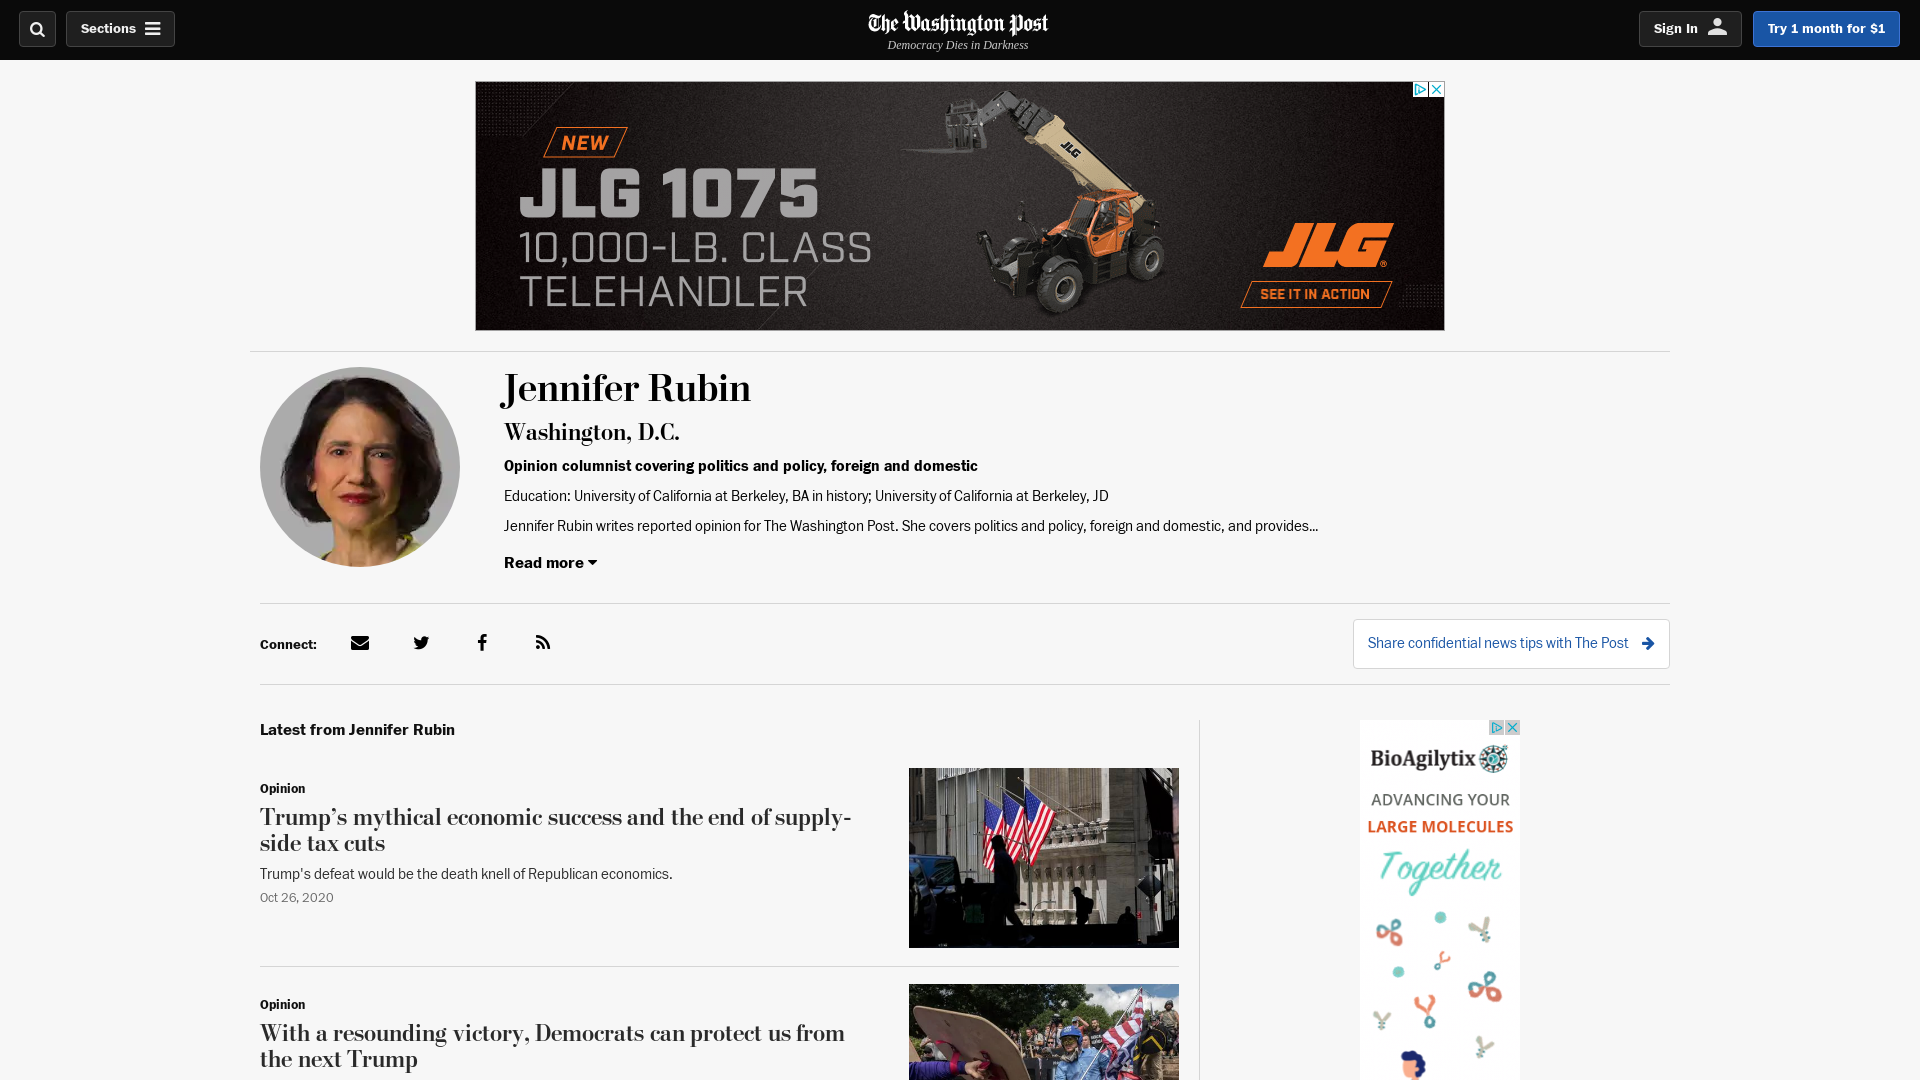 Sections
The Washington Post
Democracy Dies in Darkness
Sign In
Try 1 month for $1
NEW
JLG 1075
10,000-LB. CLASS
TELEHANDLER
JLG
JLG®
SEE IT IN ACTION
Jennifer Rubin
Washington, D.C.
Opinion columnist covering politics and policy, foreign and domestic
Education: University of California at Berkeley, BA in history; University of California at Berkeley, JD
Jennifer Rubin writes reported opinion for The Washington Post. She covers politics and policy, foreign and domestic, and provides...
Read more
Connect:
Share confidential news tips with The Post
Latest from Jennifer Rubin
Opinion
Trump’s mythical economic success and the end of supply-
side tax cuts
Trump's defeat would be the death knell of Republican economics.
Oct 26, 2020
Opinion
With a resounding victory, Democrats can protect us from
the next Trump
BioAgilytix
ADVANCING YOUR
LARGE MOLECULES
Together